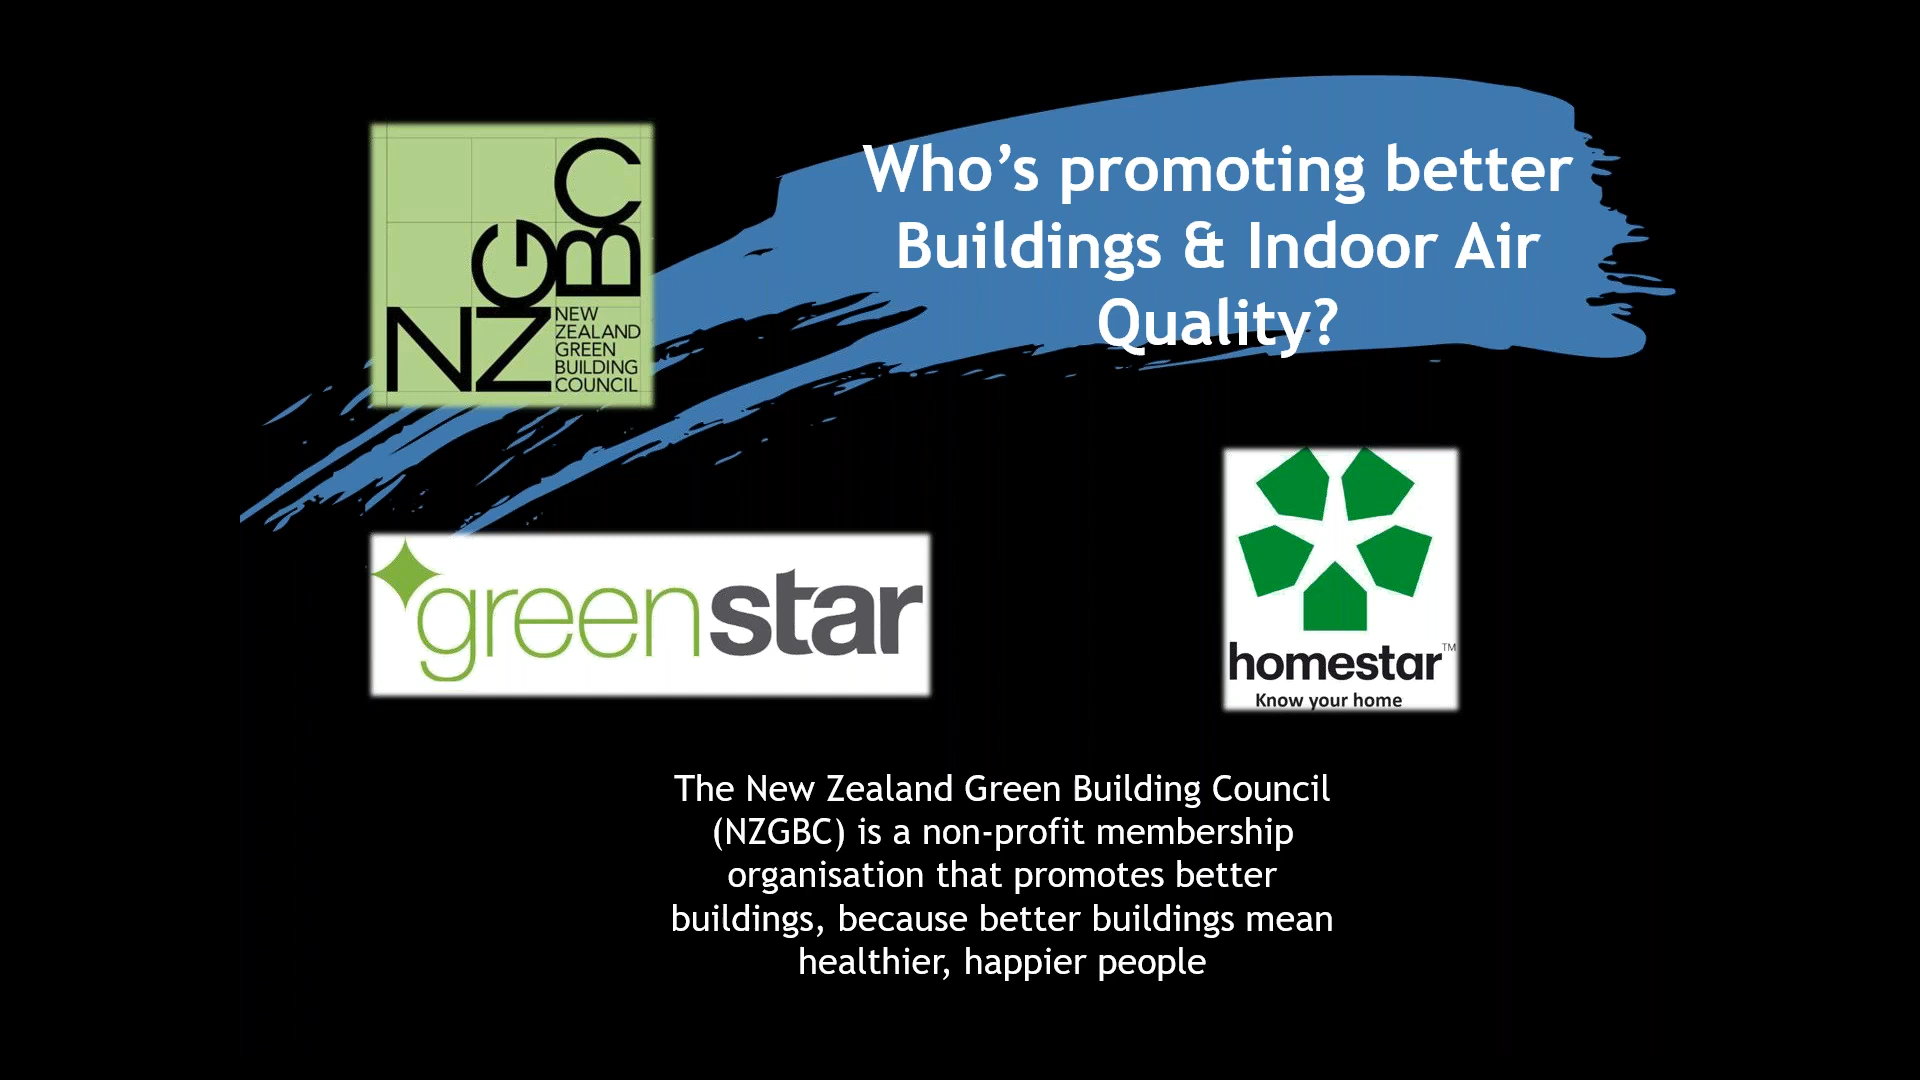 Who’s promoting better
Buildings & Indoor Air
Quality?
NZGBC
NEW
ZEALAND
GREEN
BUILDING
COUNCIL
greenstar
homestar™
Know your home
The New Zealand Green Building Council
(NZGBC) is a non-profit membership
organisation that promotes better
buildings, because better buildings mean
healthier, happier people